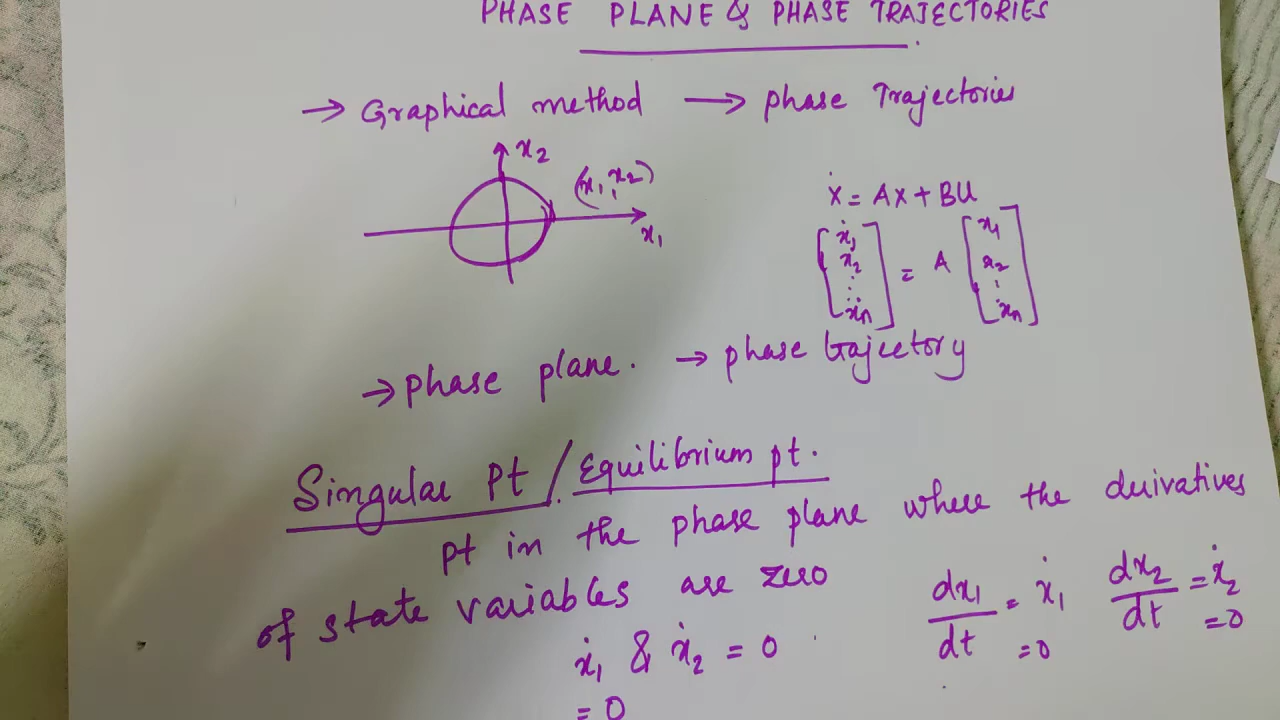 PHASE PLANE & PHASE TRAJECTORIES
→ Graphical method → phase Trajectories
x₂
(x₁, x₂)
x₁
Ẋ = AX + BU
[ẋ₁ x₂ ⋮ ẋn] = A [x₁ x₂ ⋮ ẋn]
→ phase plane. → phase trajectory
Singular Pt / Equilibrium pt.
pt in the phase plane where the derivatives
of state variables are zero
dx₁/dt = ẋ₁ = 0 dx₂/dt = ẋ₂ = 0
ẋ₁ & ẋ₂ = 0
= 0